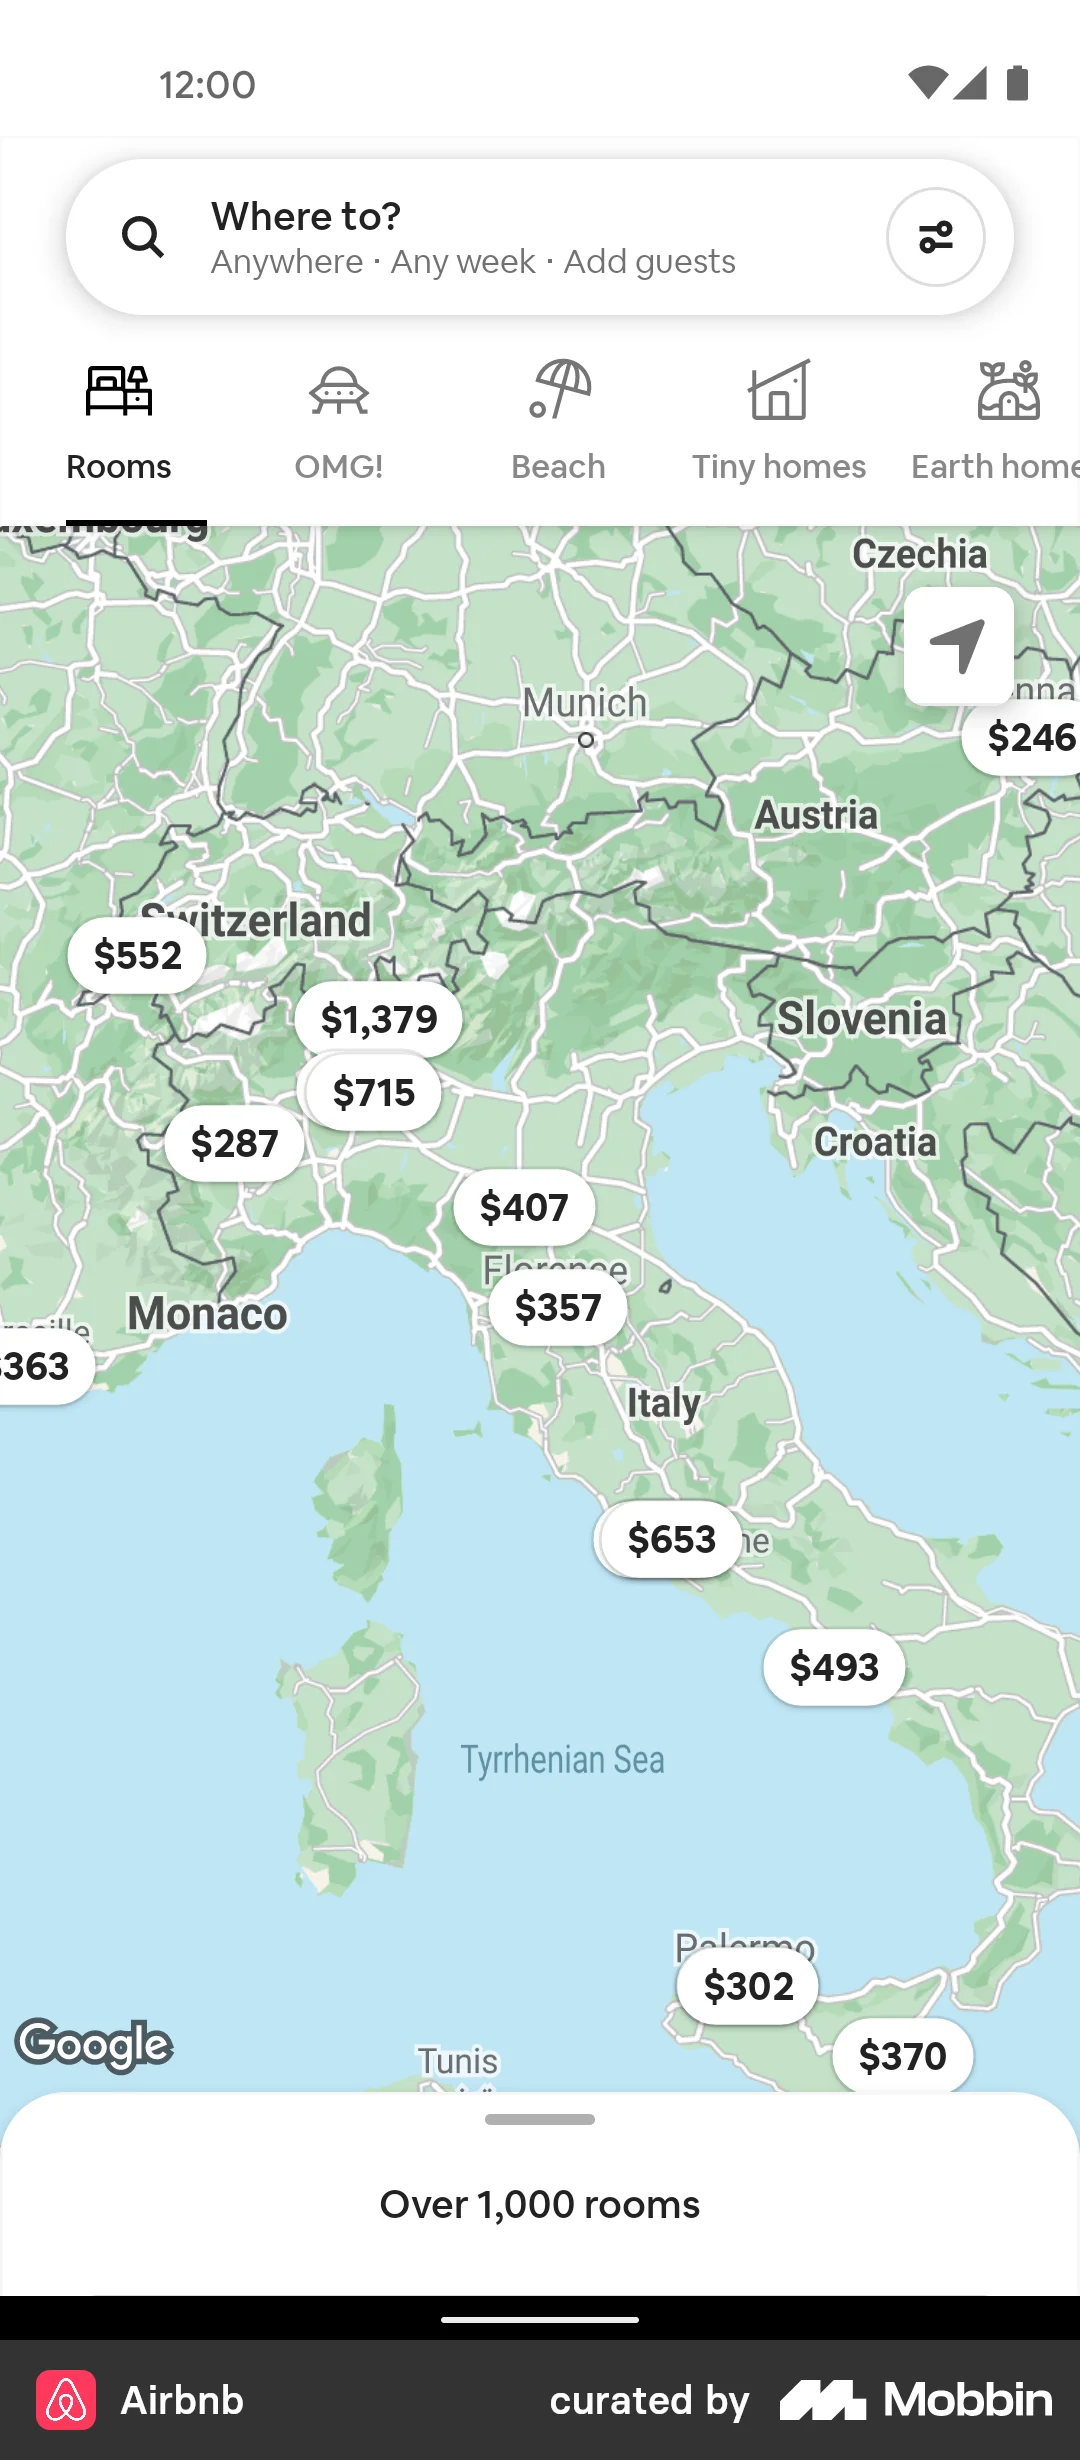 12:00
Where to?
Anywhere · Any week · Add guests
Rooms
OMG!
Beach
Tiny homes
Earth home
Czechia
Munich
$246
Austria
Switzerland
$552
$1,379
Slovenia
$715
$287
Croatia
$407
Florence
$357
Monaco
$363
Italy
$653
$493
Tyrrhenian Sea
Palermo
$302
Google
Tunis
$370
Over 1,000 rooms
Airbnb
curated by Mobbin